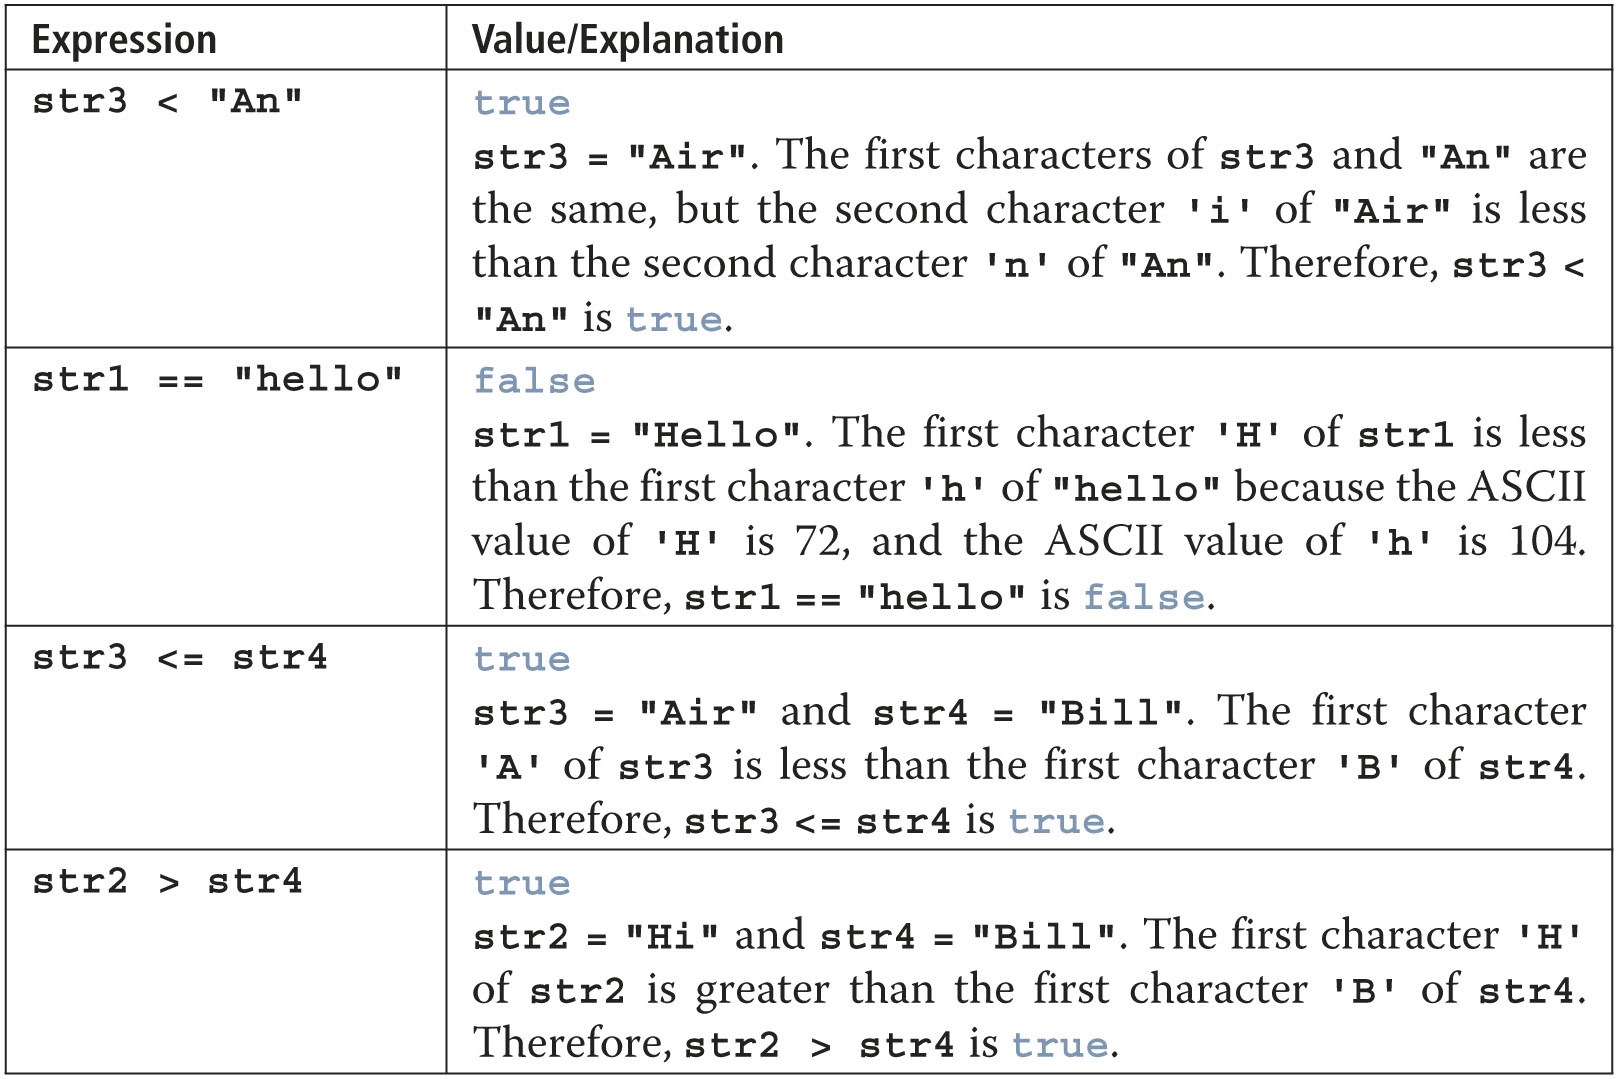 Expression Value/Explanation
str3 < "An" true
str3 = "Air". The first characters of str3 and "An" are
the same, but the second character 'i' of "Air" is less
than the second character 'n' of "An". Therefore, str3 <
"An" is true.
str1 == "hello" false
str1 = "Hello". The first character 'H' of str1 is less
than the first character 'h' of "hello" because the ASCII
value of 'H' is 72, and the ASCII value of 'h' is 104.
Therefore, str1 == "hello" is false.
str3 <= str4 true
str3 = "Air" and str4 = "Bill". The first character
'A' of str3 is less than the first character 'B' of str4.
Therefore, str3 <= str4 is true.
str2 > str4 true
str2 = "Hi" and str4 = "Bill". The first character 'H'
of str2 is greater than the first character 'B' of str4.
Therefore, str2 > str4 is true.